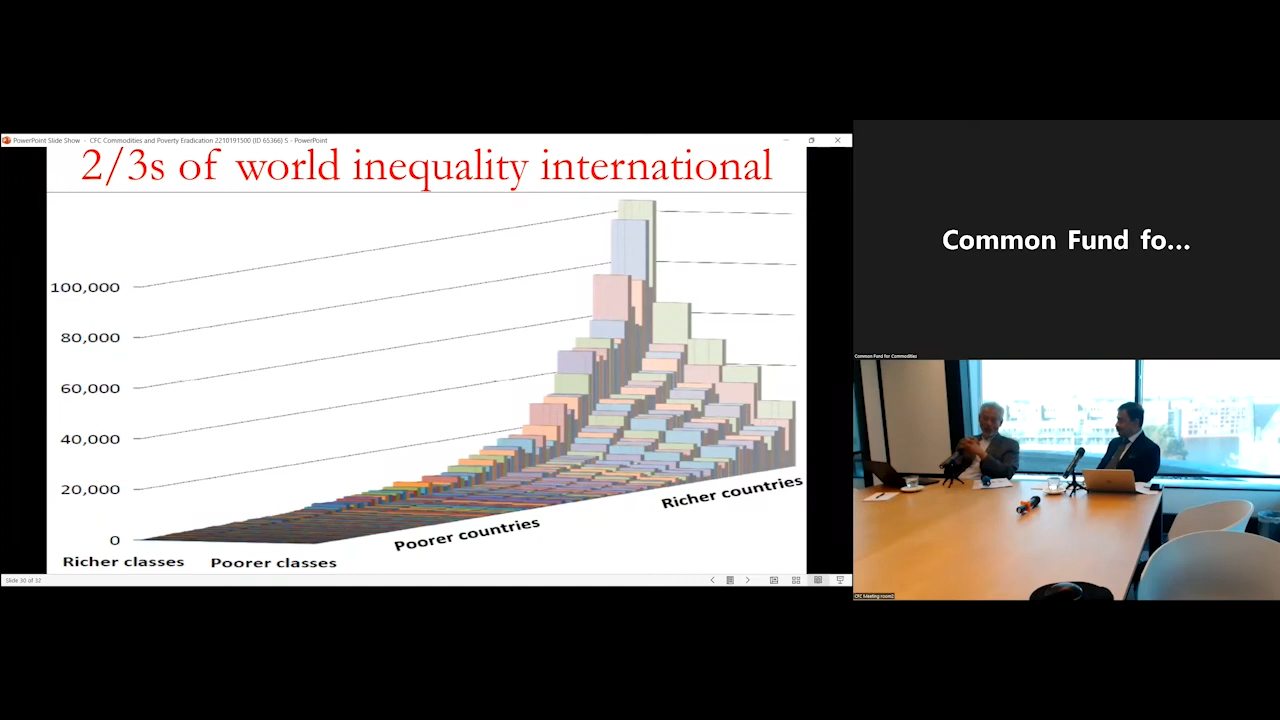 PowerPoint Slide Show - CFC Commodities and Poverty Eradication 2210191500 (ID 65366) S - PowerPoint
2/3s of world inequality international
100,000
80,000
60,000
40,000
20,000
0
Richer classes
Poorer classes
Poorer countries
Richer countries
Slide 30 of 32
Common Fund fo...
Common Fund for Commodities
CFC Meeting room2